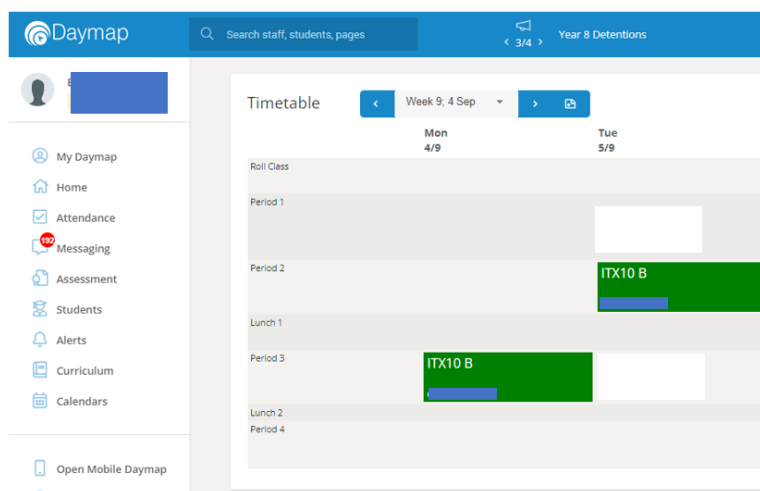 Daymap
Search staff, students, pages
< 3/4 >
Year 8 Detentions
My Daymap
Home
Attendance
192
Messaging
Assessment
Students
Alerts
Curriculum
Calendars
Open Mobile Daymap
Timetable
Week 9; 4 Sep
Mon
4/9
Tue
5/9
Roll Class
Period 1
Period 2
ITX10 B
Lunch 1
Period 3
ITX10 B
Lunch 2
Period 4